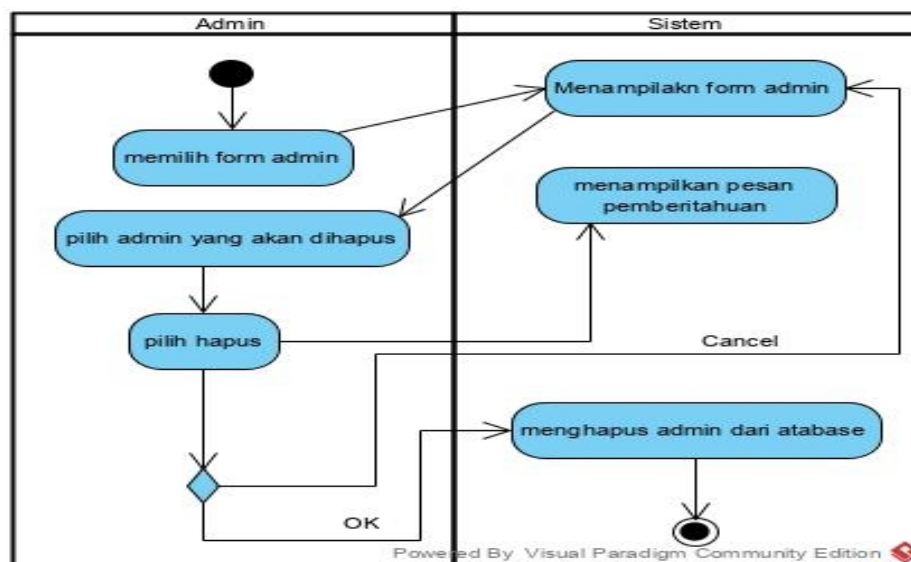 Admin
Sistem
Menampilakn form admin
memilih form admin
menampilkan pesan
pemberitahuan
pilih admin yang akan dihapus
pilih hapus
Cancel
menghapus admin dari atabase
OK
Powered By Visual Paradigm Community Edition